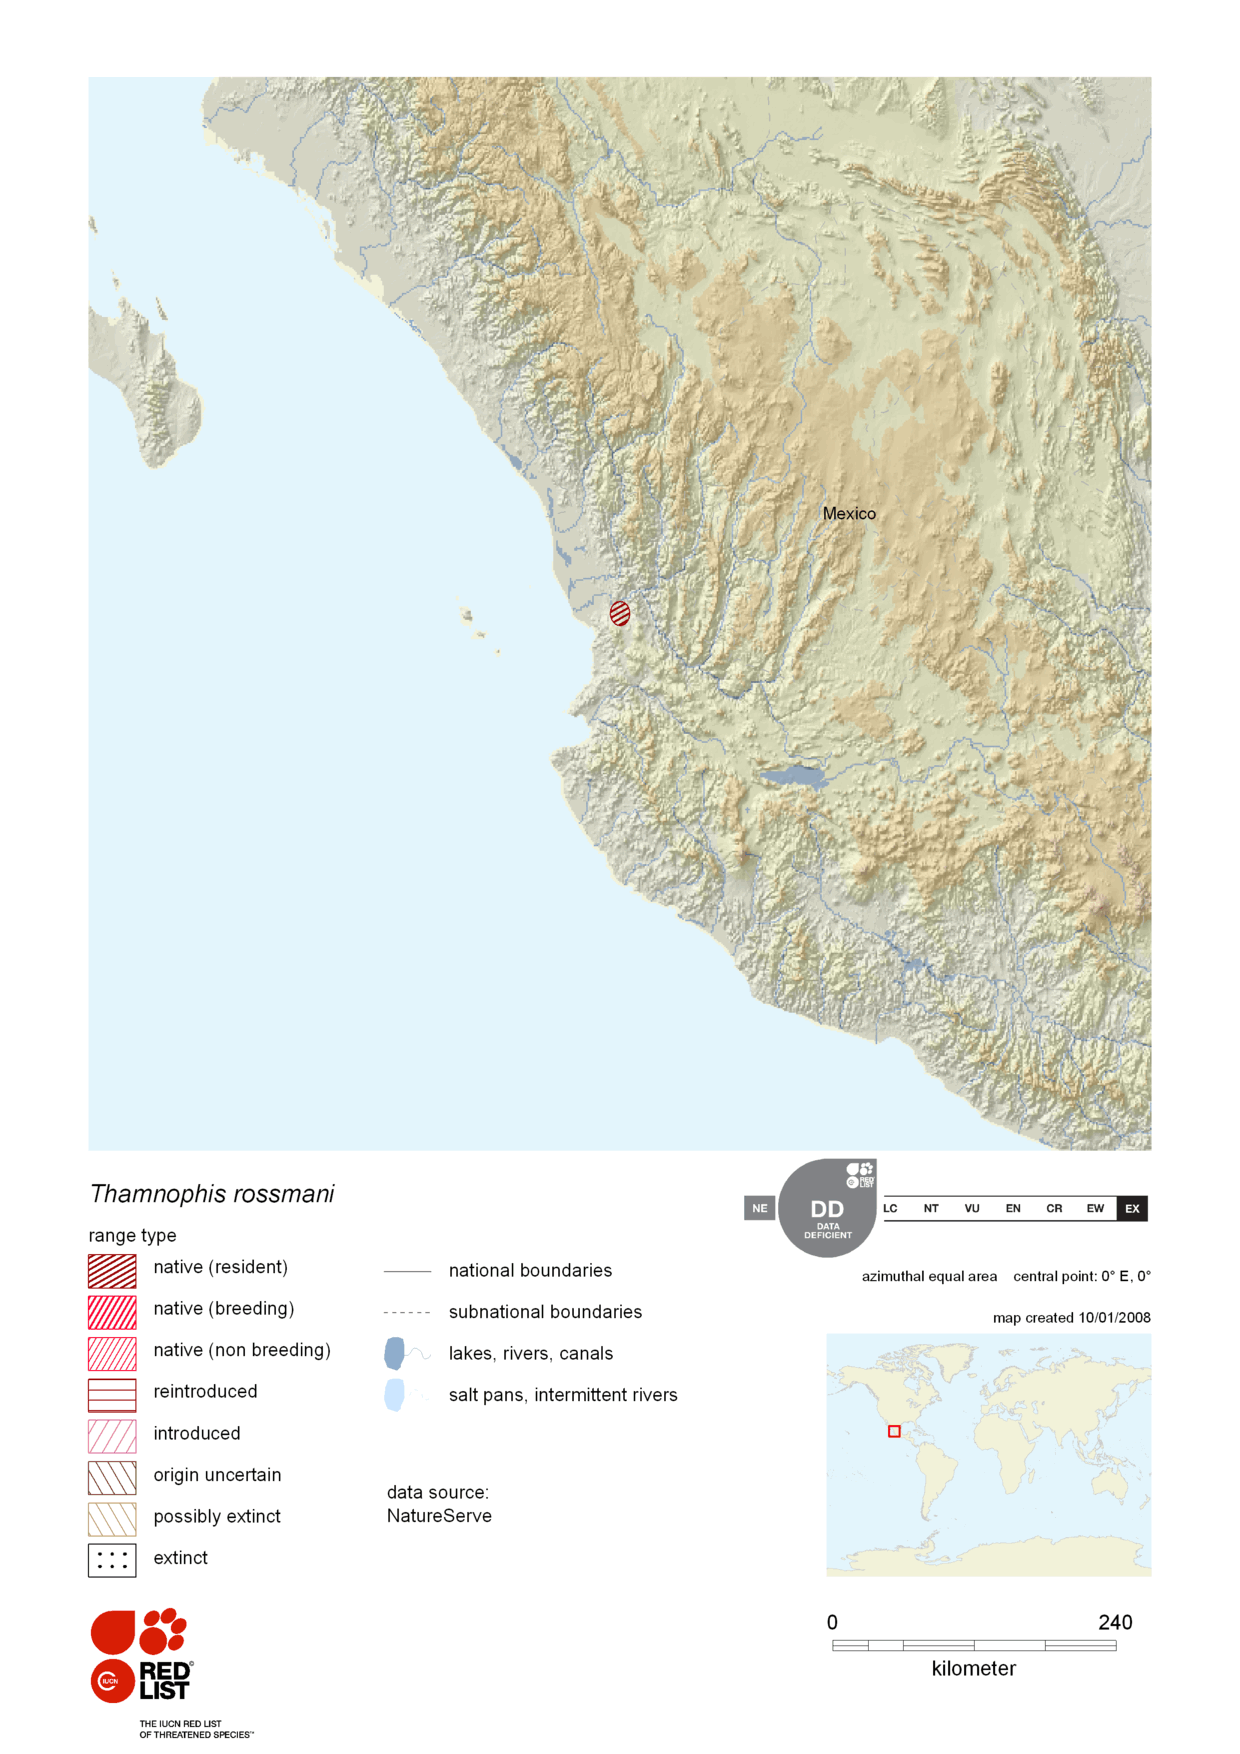 Mexico
Thamnophis rossmani
range type
native (resident)
native (breeding)
native (non breeding)
reintroduced
introduced
origin uncertain
possibly extinct
extinct
national boundaries
subnational boundaries
lakes, rivers, canals
salt pans, intermittent rivers
data source:
NatureServe
NE
RED
LIST
DD
DATA
DEFICIENT
LC NT VU EN CR EW EX
azimuthal equal area central point: 0° E, 0°
map created 10/01/2008
0 240
kilometer
IUCN
RED©
LIST
THE IUCN RED LIST
OF THREATENED SPECIES™